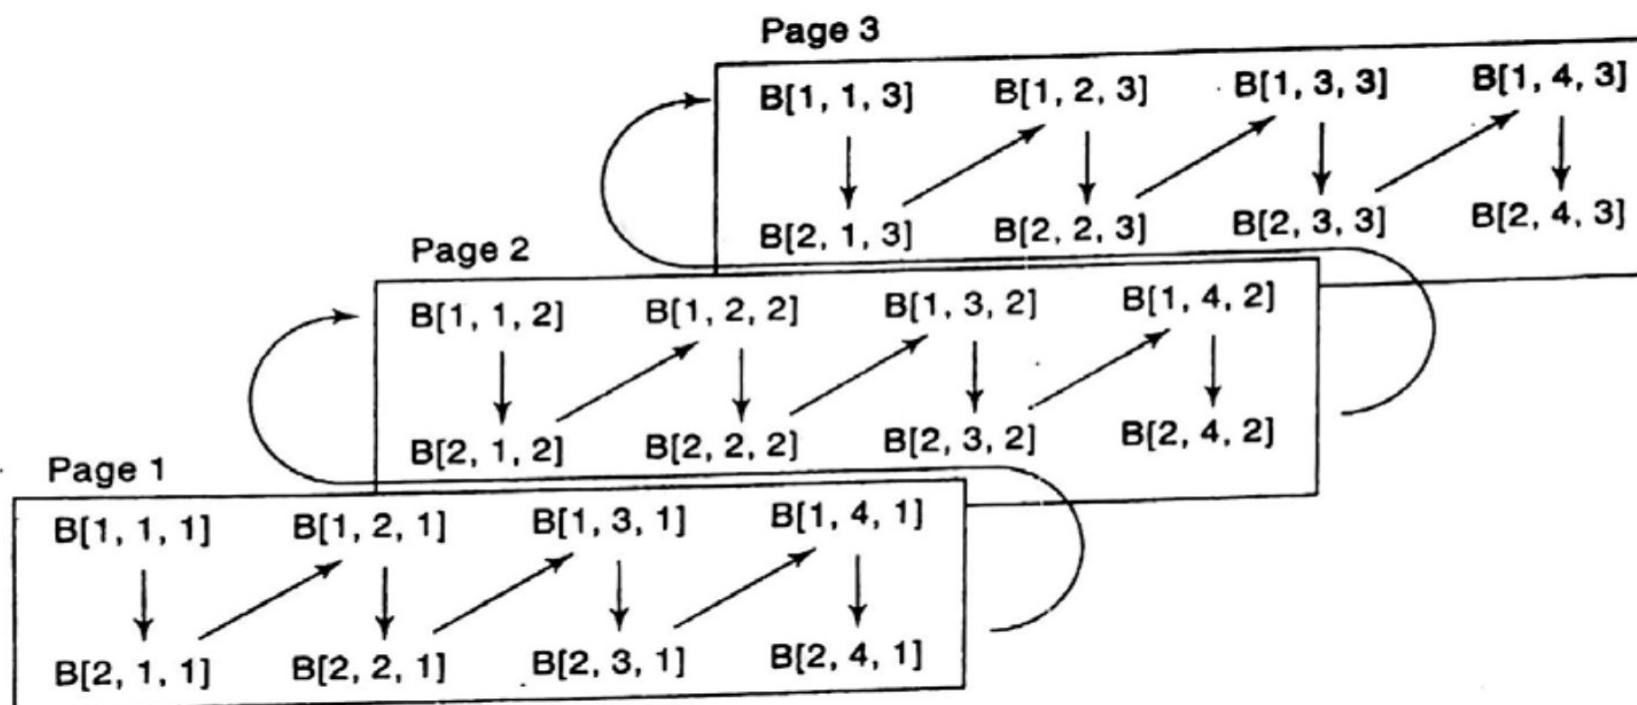 Page 3
B[1, 1, 3] B[1, 2, 3] B[1, 3, 3] B[1, 4, 3]
B[2, 1, 3] B[2, 2, 3] B[2, 3, 3] B[2, 4, 3]
Page 2
B[1, 1, 2] B[1, 2, 2] B[1, 3, 2] B[1, 4, 2]
B[2, 1, 2] B[2, 2, 2] B[2, 3, 2] B[2, 4, 2]
Page 1
B[1, 1, 1] B[1, 2, 1] B[1, 3, 1] B[1, 4, 1]
B[2, 1, 1] B[2, 2, 1] B[2, 3, 1] B[2, 4, 1]